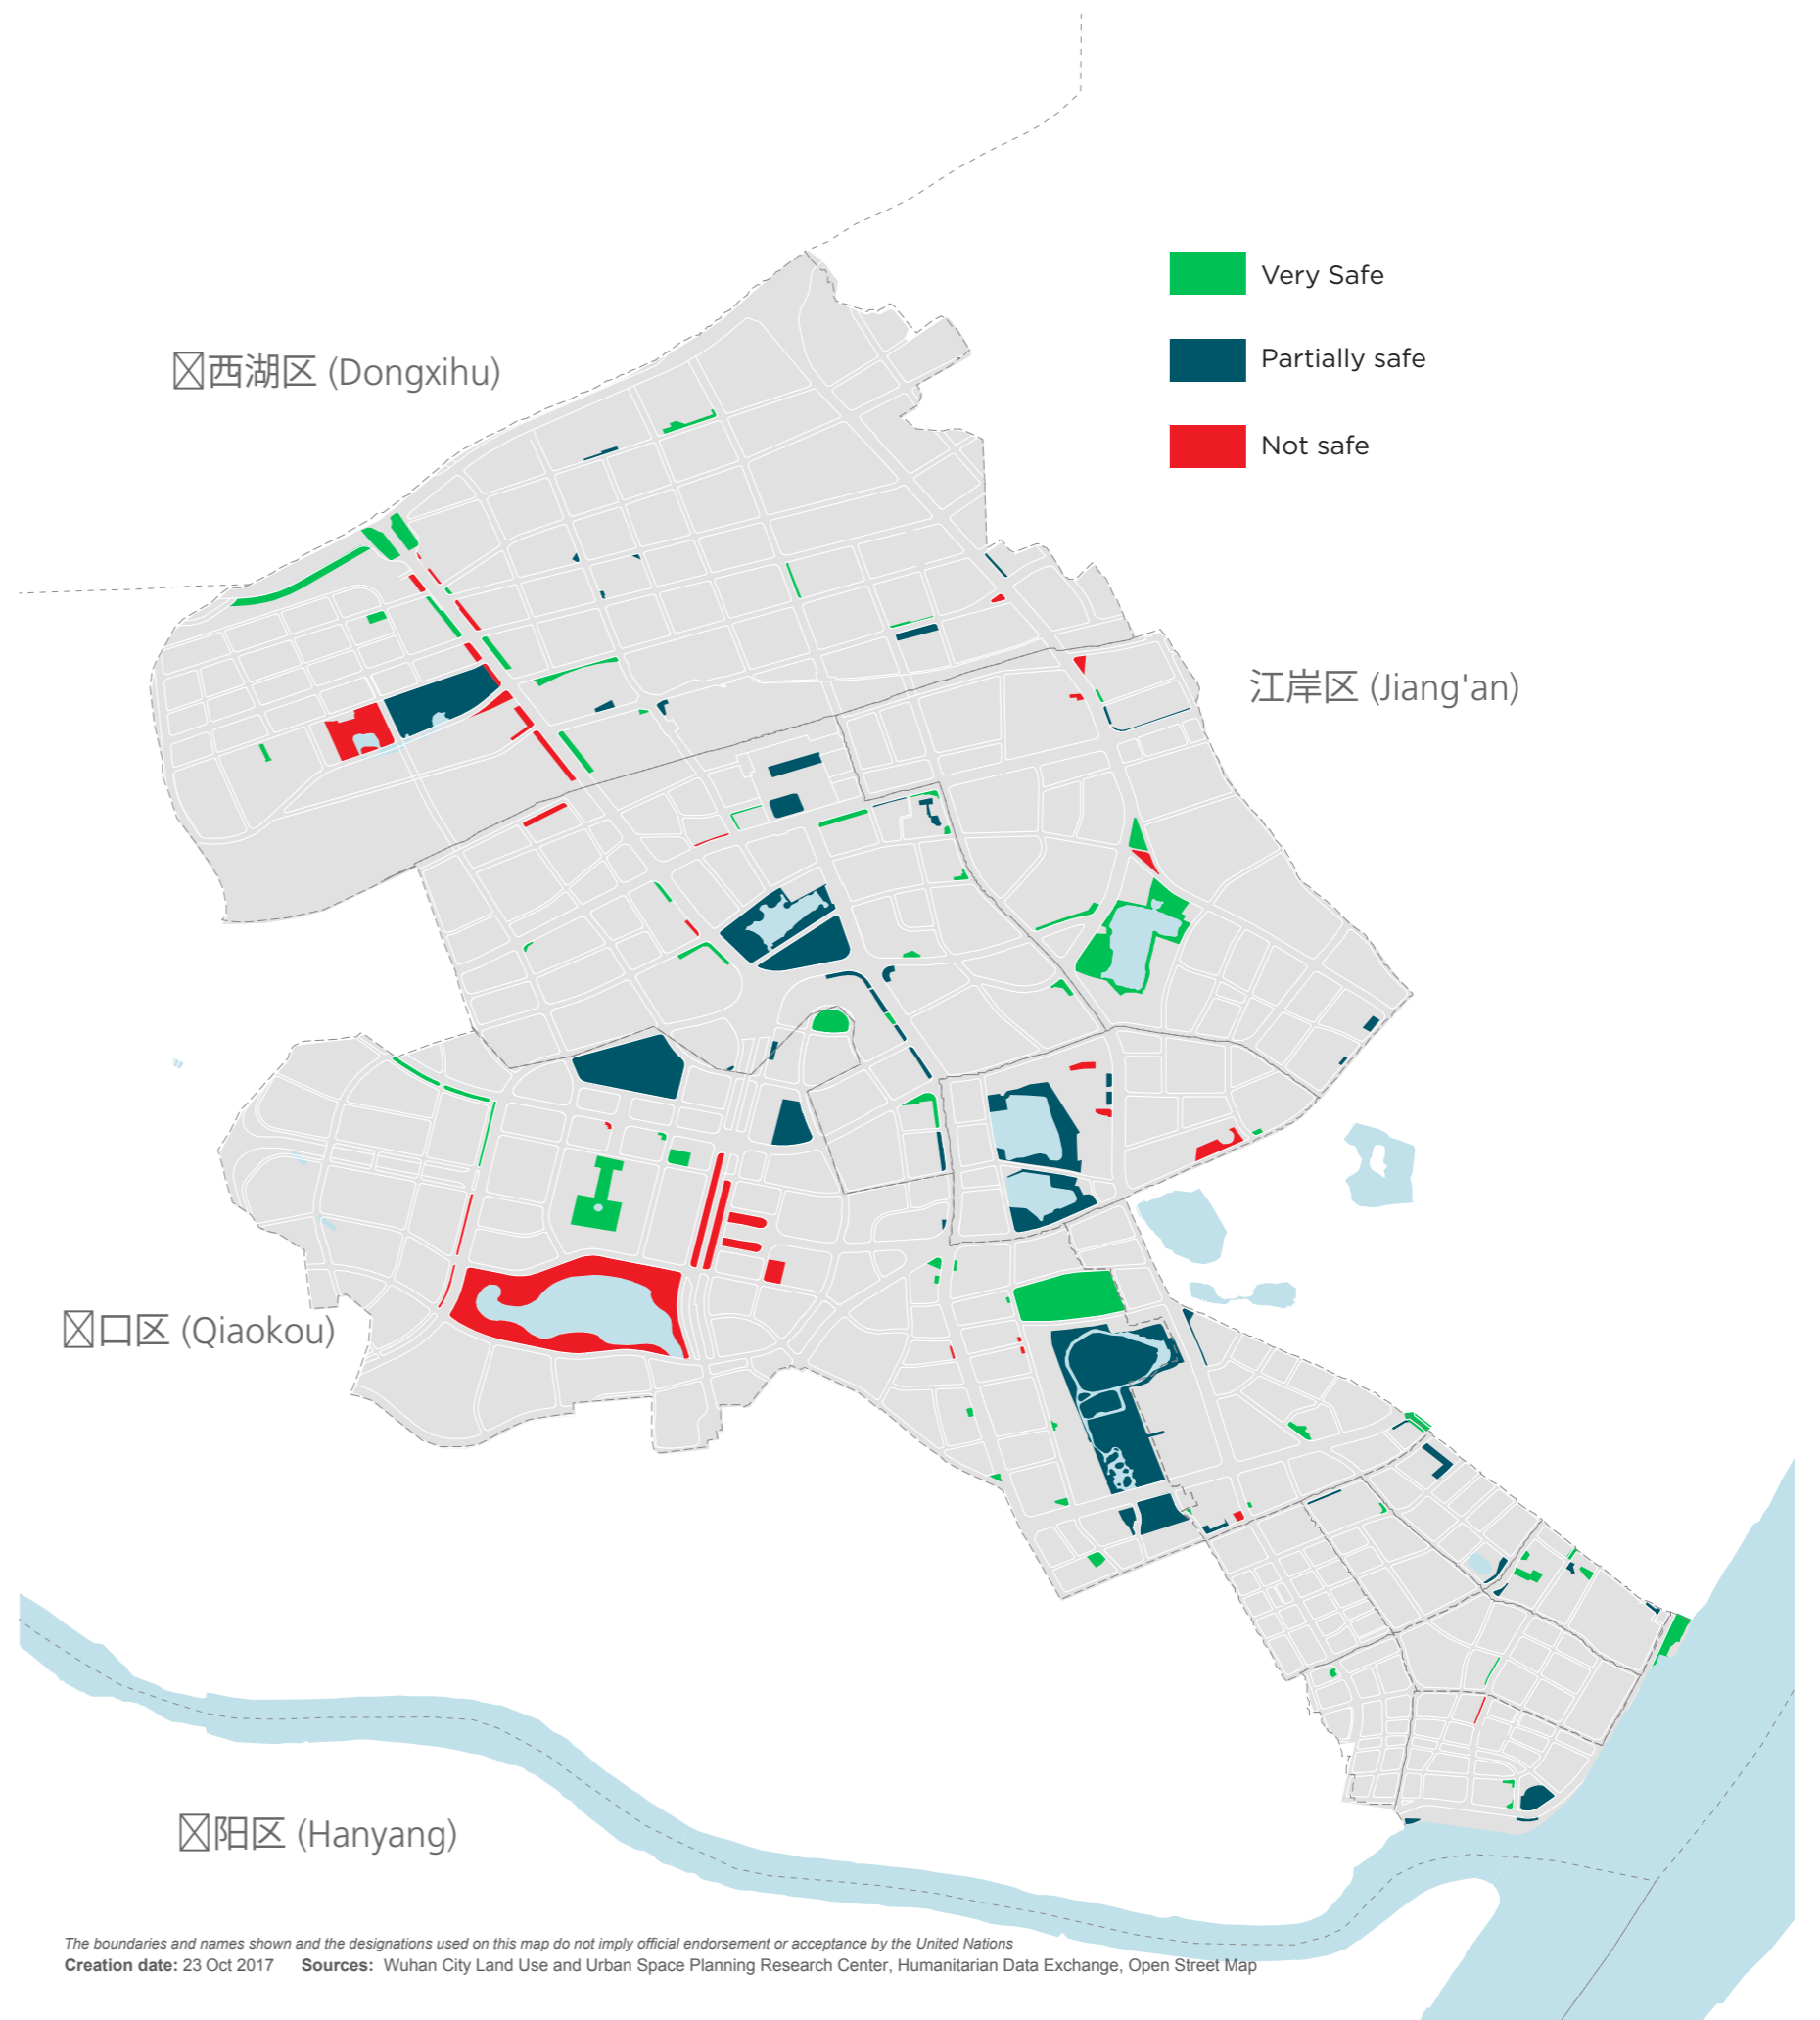 Very Safe
西湖区 (Dongxihu)
Partially safe
Not safe
江岸区 (Jiang'an)
口区 (Qiaokou)
阳区 (Hanyang)
The boundaries and names shown and the designations used on this map do not imply official endorsement or acceptance by the United Nations
Creation date: 23 Oct 2017 Sources: Wuhan City Land Use and Urban Space Planning Research Center, Humanitarian Data Exchange, Open Street Map